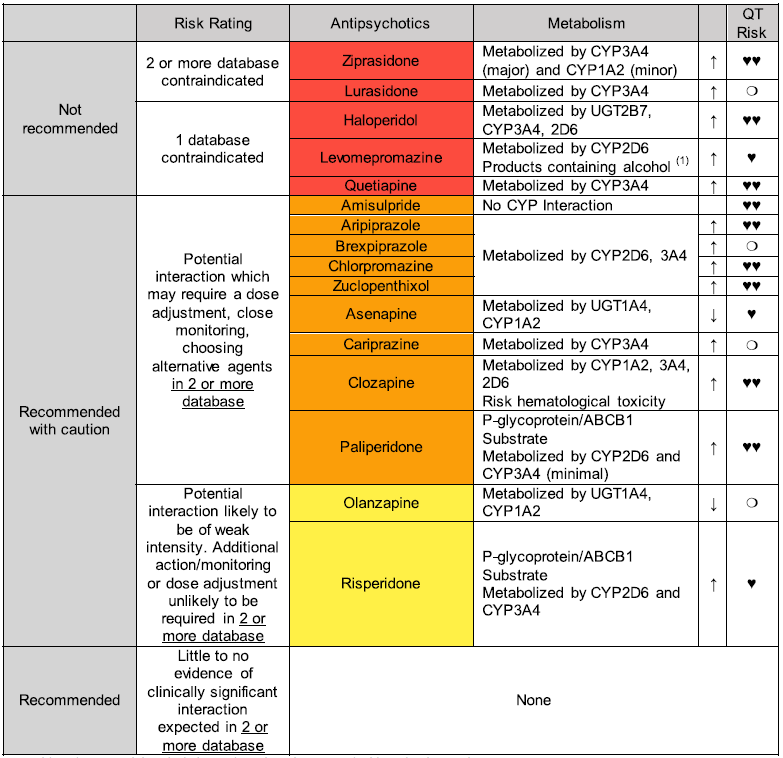 Risk Rating
Antipsychotics
Metabolism
QT
Risk
Not
recommended
2 or more database
contraindicated
Ziprasidone
Metabolized by CYP3A4
(major) and CYP1A2 (minor)
↑
♥♥
Lurasidone
Metabolized by CYP3A4
↑
❍
1 database
contraindicated
Haloperidol
Metabolized by UGT2B7,
CYP3A4, 2D6
↑
♥♥
Levomepromazine
Metabolized by CYP2D6
Products containing alcohol (1)
↑
♥
Quetiapine
Metabolized by CYP3A4
↑
♥♥
Recommended
with caution
Potential
interaction which
may require a dose
adjustment, close
monitoring,
choosing
alternative agents
in 2 or more
database
Amisulpride
No CYP Interaction
♥♥
Aripiprazole
↑
♥♥
Brexpiprazole
Metabolized by CYP2D6, 3A4
↑
❍
Chlorpromazine
↑
♥♥
Zuclopenthixol
↑
♥♥
Asenapine
Metabolized by UGT1A4,
CYP1A2
↓
♥
Cariprazine
Metabolized by CYP3A4
↑
❍
Clozapine
Metabolized by CYP1A2, 3A4,
2D6
Risk hematological toxicity
↑
♥♥
Paliperidone
P-glycoprotein/ABCB1
Substrate
Metabolized by CYP2D6 and
CYP3A4 (minimal)
↑
♥♥
Potential
interaction likely to
be of weak
intensity. Additional
action/monitoring
or dose adjustment
unlikely to be
required in 2 or
more database
Olanzapine
Metabolized by UGT1A4,
CYP1A2
↓
❍
Risperidone
P-glycoprotein/ABCB1
Substrate
Metabolized by CYP2D6 and
CYP3A4
↑
♥
Recommended
Little to no
evidence of
clinically significant
interaction
expected in 2 or
more database
None